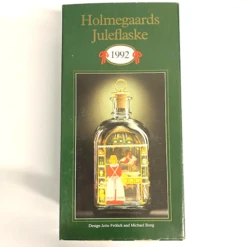 Holmegaards
Juleflaske
1992
Design: Jette Frölich and Michael Bang